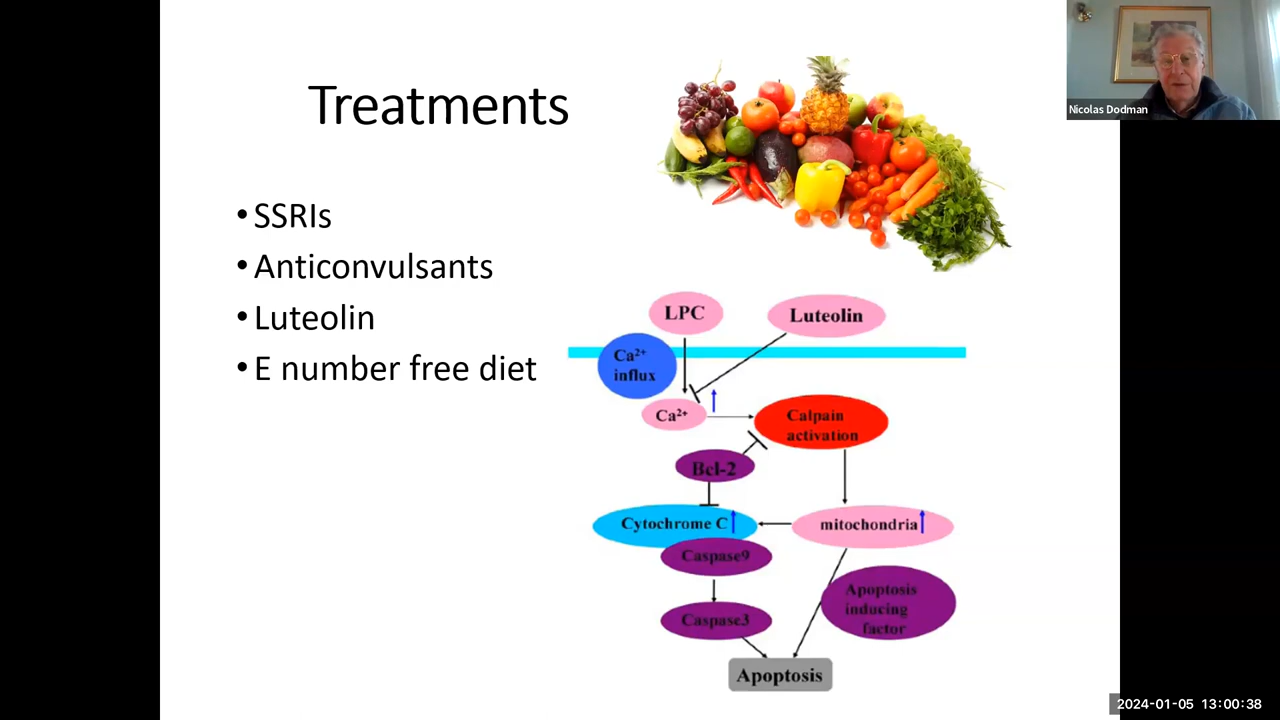 Treatments
• SSRIs
• Anticonvulsants
• Luteolin
• E number free diet
Nicolas Dodman
LPC
Luteolin
Ca²⁺
influx
Ca²⁺
Calpain
activation
Bcl-2
Cytochrome C
mitochondria
Caspase9
Apoptosis
inducing
factor
Caspase3
Apoptosis
2024-01-05 13:00:38